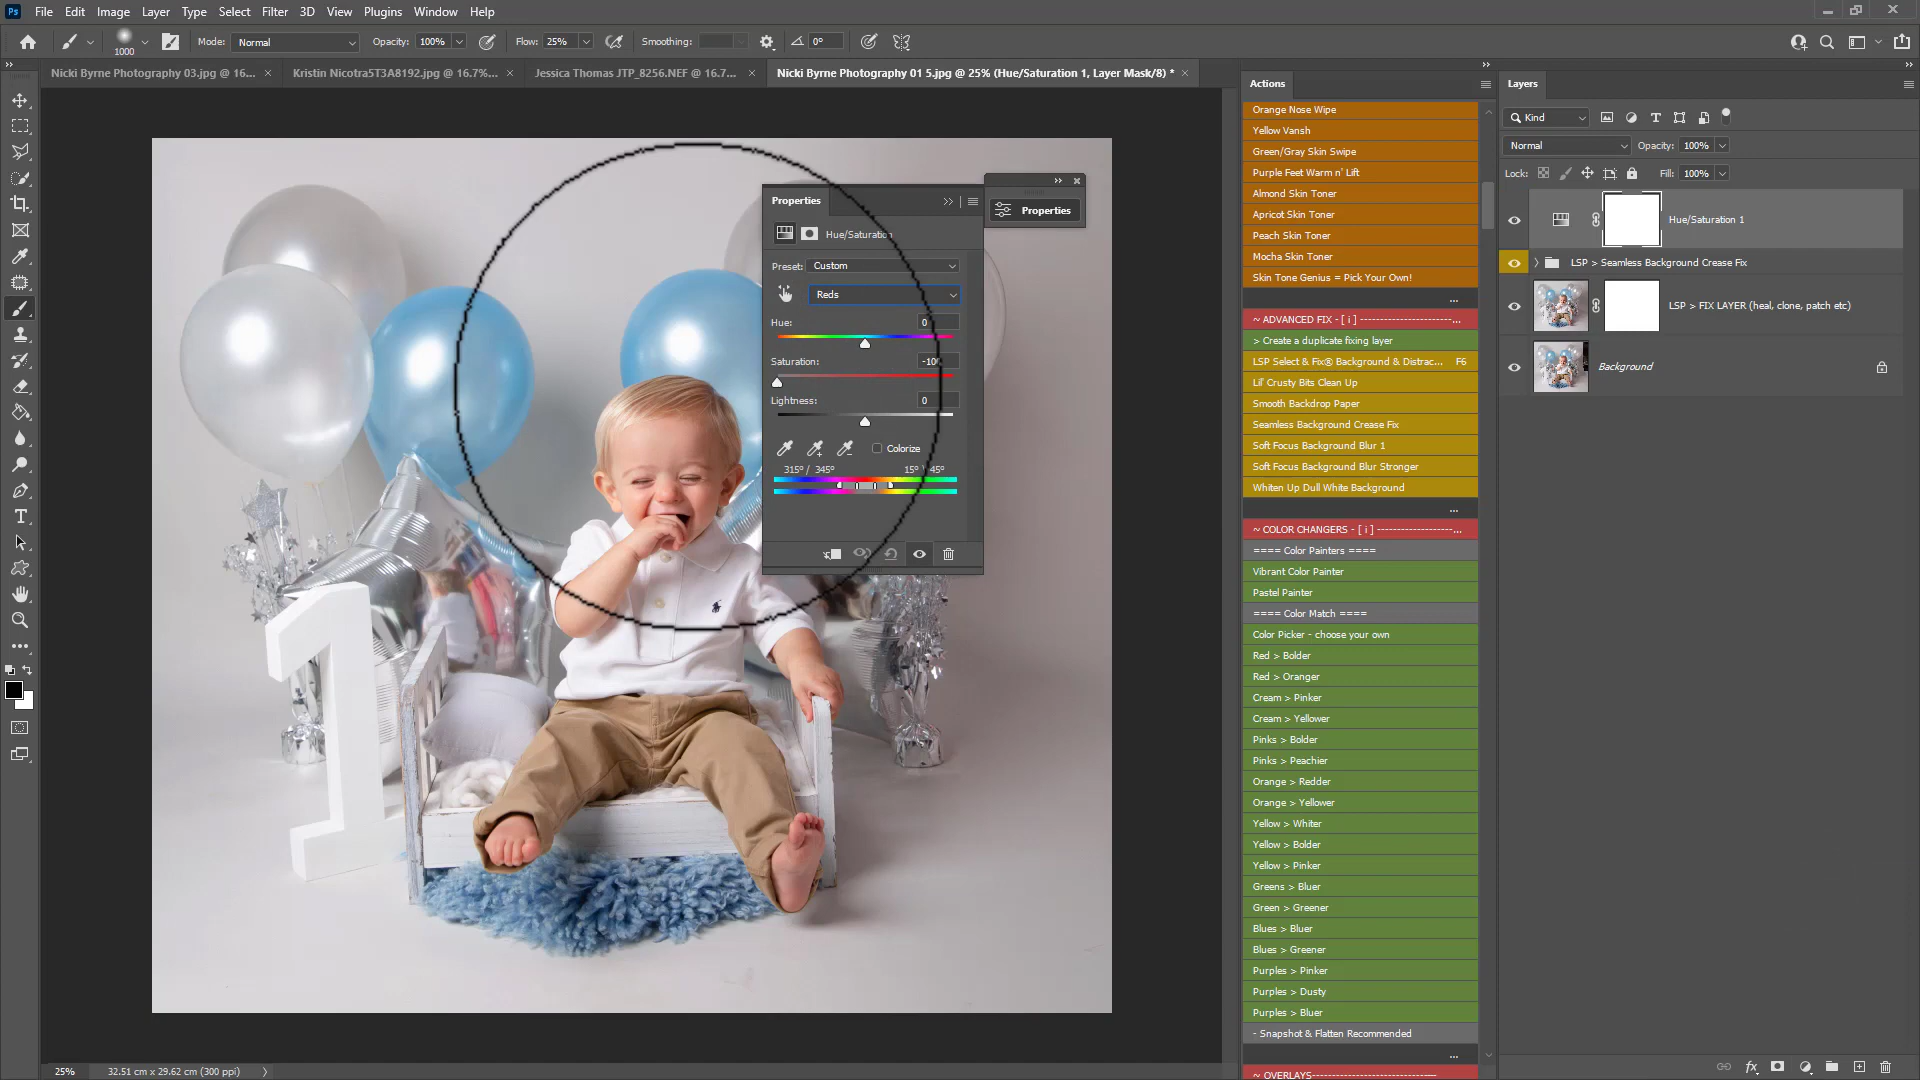 Ps File Edit Image Layer Type Select Filter 3D View Plugins Window Help
1000 Mode: Normal Opacity: 100% Flow: 25% Smoothing: 0°
Nicki Byrne Photography 03.jpg @ 16... × Kristin Nicotra5T3A8192.jpg @ 16.7%... × Jessica Thomas JTP_8256.NEF @ 16.7... × Nicki Byrne Photography 01 5.jpg @ 25% (Hue/Saturation 1, Layer Mask/8) * ×
Properties
Hue/Saturation
Preset: Custom
Reds
Hue: 0
Saturation: -100
Lightness: 0
Colorize
315°/ 345° 15° \ 45°
Properties
1
25% 32.51 cm x 29.62 cm (300 ppi)
Actions
Orange Nose Wipe
Yellow Vansh
Green/Gray Skin Swipe
Purple Feet Warm n' Lift
Almond Skin Toner
Apricot Skin Toner
Peach Skin Toner
Mocha Skin Toner
Skin Tone Genius = Pick Your Own!
...
~ ADVANCED FIX - [ i ] ---------------------...
> Create a duplicate fixing layer
LSP Select & Fix® Background & Distrac... F6
Lil' Crusty Bits Clean Up
Smooth Backdrop Paper
Seamless Background Crease Fix
Soft Focus Background Blur 1
Soft Focus Background Blur Stronger
Whiten Up Dull White Background
...
~ COLOR CHANGERS - [ i ] -------------------...
==== Color Painters ====
Vibrant Color Painter
Pastel Painter
==== Color Match ====
Color Picker - choose your own
Red > Bolder
Red > Oranger
Cream > Pinker
Cream > Yellower
Pinks > Bolder
Pinks > Peachier
Orange > Redder
Orange > Yellower
Yellow > Whiter
Yellow > Bolder
Yellow > Pinker
Greens > Bluer
Green > Greener
Blues > Bluer
Blues > Greener
Purples > Pinker
Purples > Dusty
Purples > Bluer
- Snapshot & Flatten Recommended
...
~ OVERLAYS-------------------------------
Layers
Kind
Normal Opacity: 100%
Lock: Fill: 100%
Hue/Saturation 1
LSP > Seamless Background Crease Fix
LSP > FIX LAYER (heal, clone, patch etc)
Background
fx